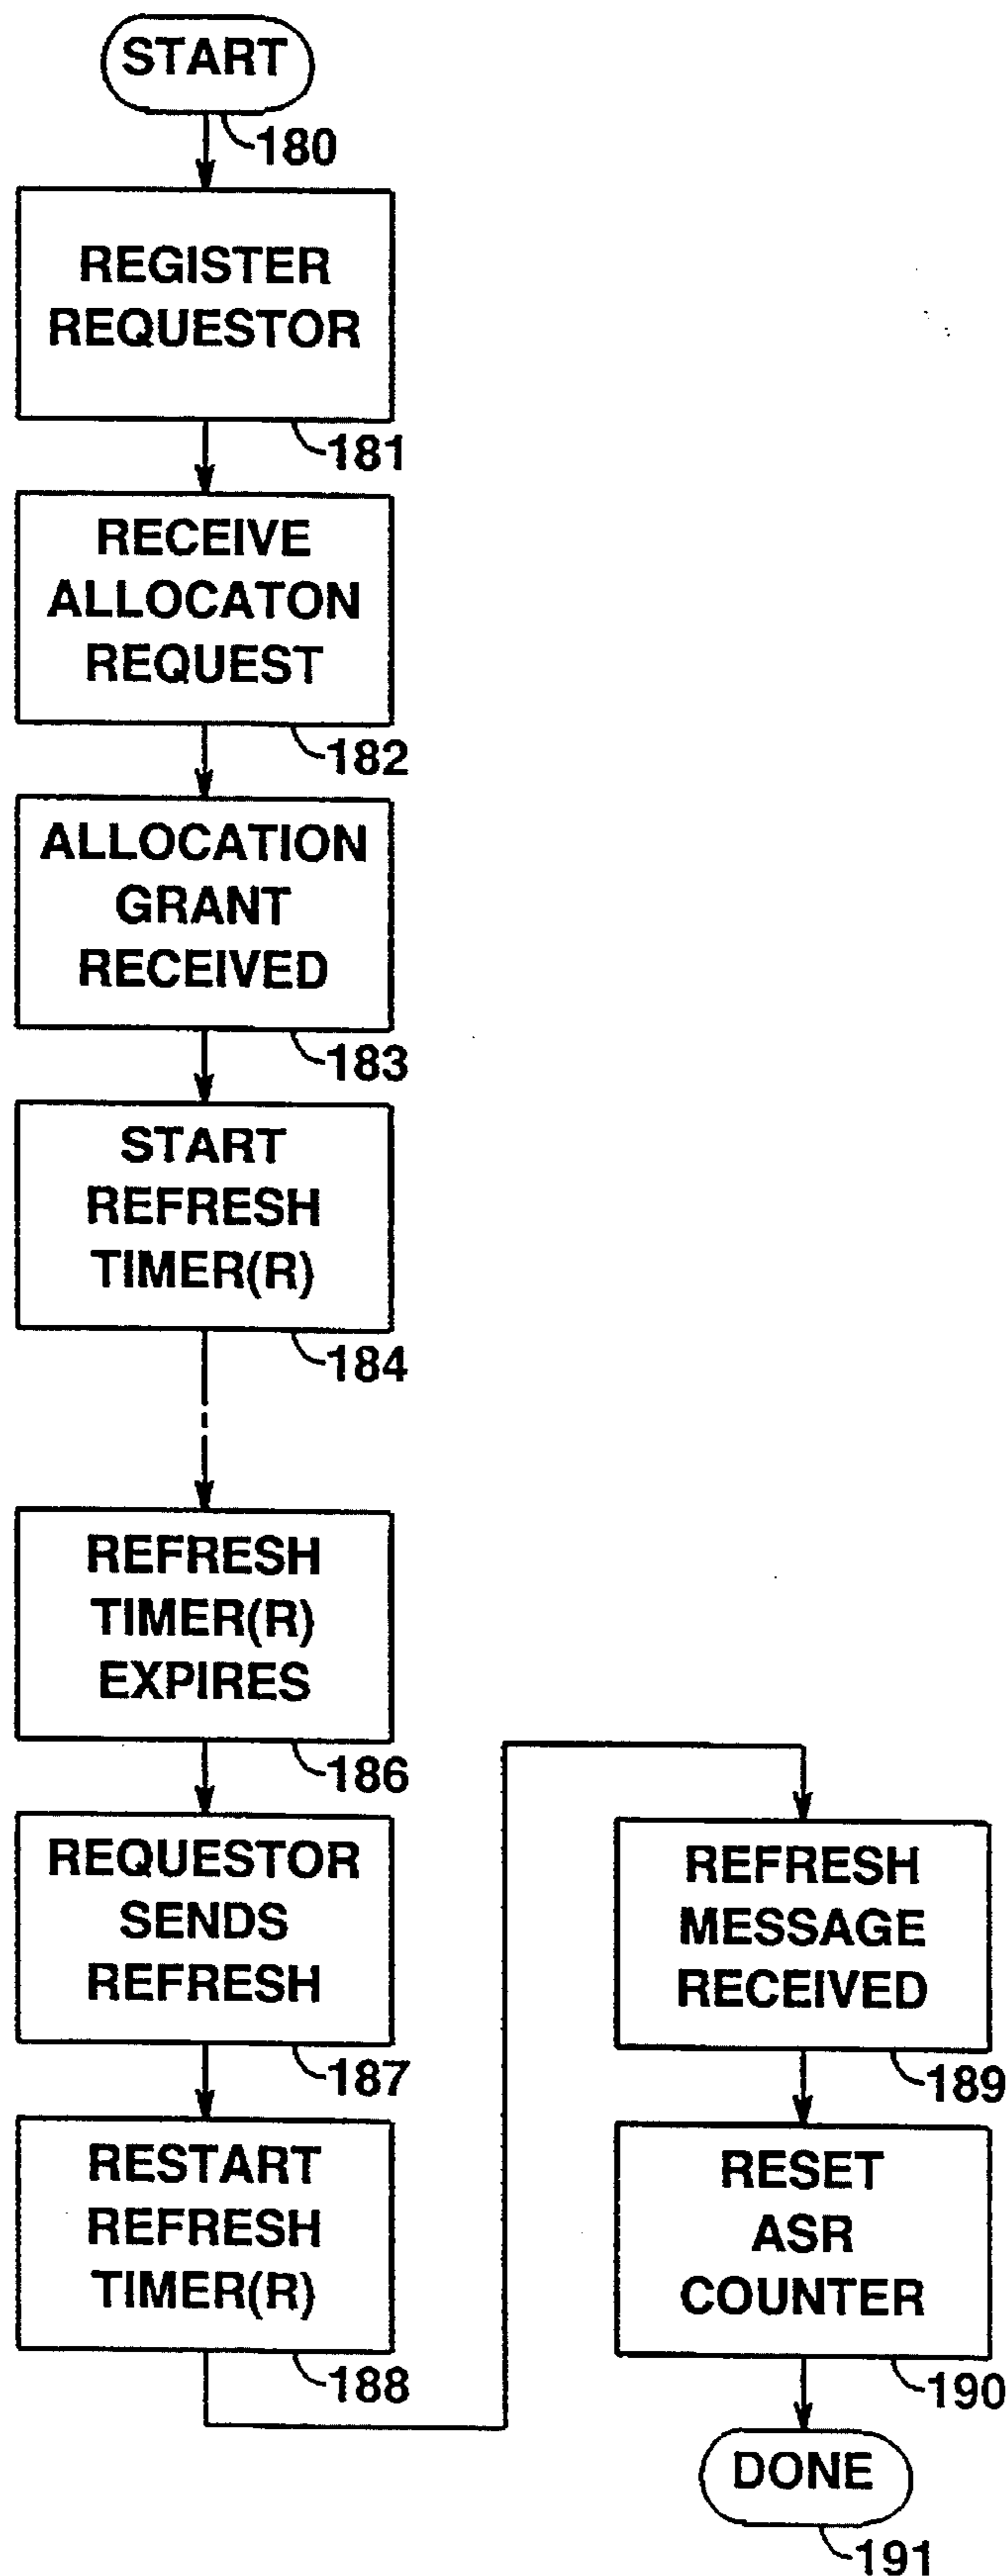 START
180
REGISTER
REQUESTOR
181
RECEIVE
ALLOCATON
REQUEST
182
ALLOCATION
GRANT
RECEIVED
183
START
REFRESH
TIMER(R)
184
REFRESH
TIMER(R)
EXPIRES
186
REQUESTOR
SENDS
REFRESH
187
RESTART
REFRESH
TIMER(R)
188
REFRESH
MESSAGE
RECEIVED
189
RESET
ASR
COUNTER
190
DONE
191